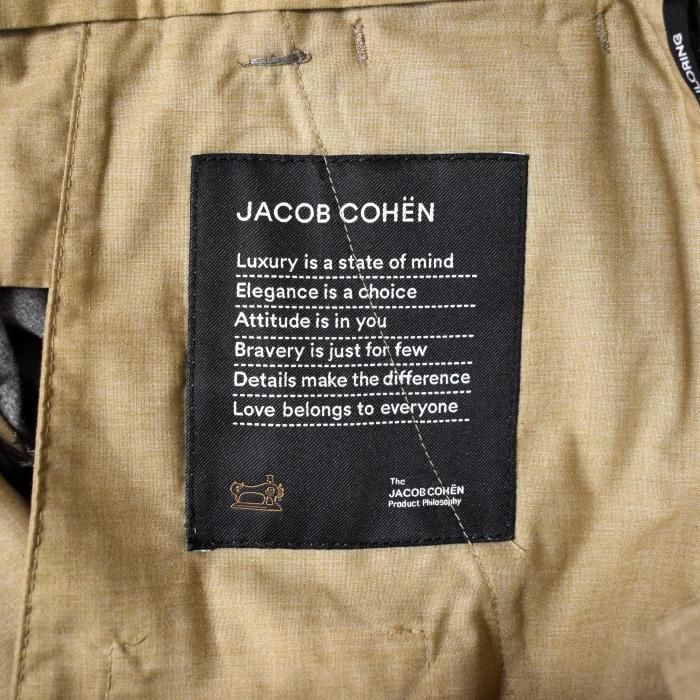 JACOB COHËN
Luxury is a state of mind
Elegance is a choice
Attitude is in you
Bravery is just for few
Details make the difference
Love belongs to everyone
The
JACOB COHËN
Product Philosophy